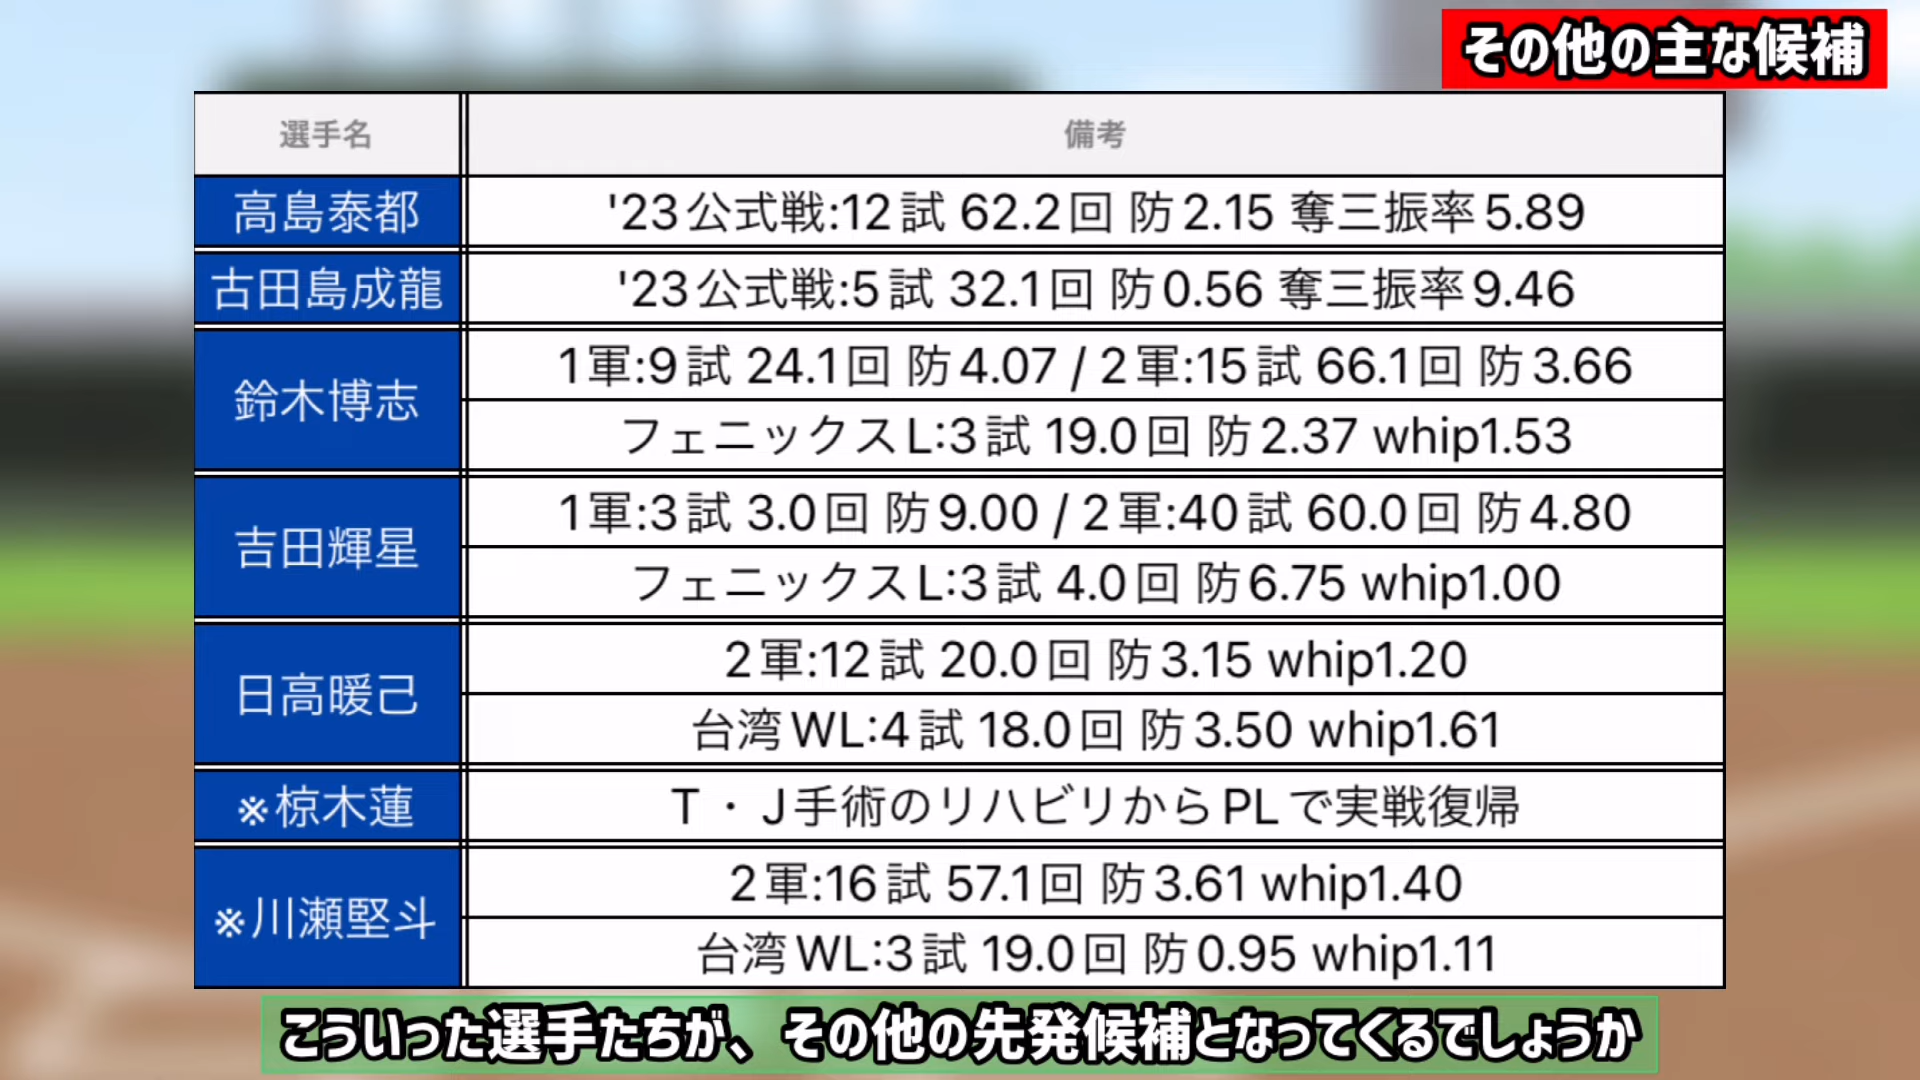 その他の主な候補
選手名 備考
高島泰都 '23公式戦:12試 62.2回 防2.15 奪三振率5.89
古田島成龍 '23公式戦:5試 32.1回 防0.56 奪三振率9.46
鈴木博志 1軍:9試 24.1回 防4.07 / 2軍:15試 66.1回 防3.66
フェニックスL:3試 19.0回 防2.37 whip1.53
吉田輝星 1軍:3試 3.0回 防9.00 / 2軍:40試 60.0回 防4.80
フェニックスL:3試 4.0回 防6.75 whip1.00
日高暖己 2軍:12試 20.0回 防3.15 whip1.20
台湾WL:4試 18.0回 防3.50 whip1.61
※椋木蓮 T・J手術のリハビリからPLで実戦復帰
※川瀬堅斗 2軍:16試 57.1回 防3.61 whip1.40
台湾WL:3試 19.0回 防0.95 whip1.11
こういった選手たちが、その他の先発候補となってくるでしょうか